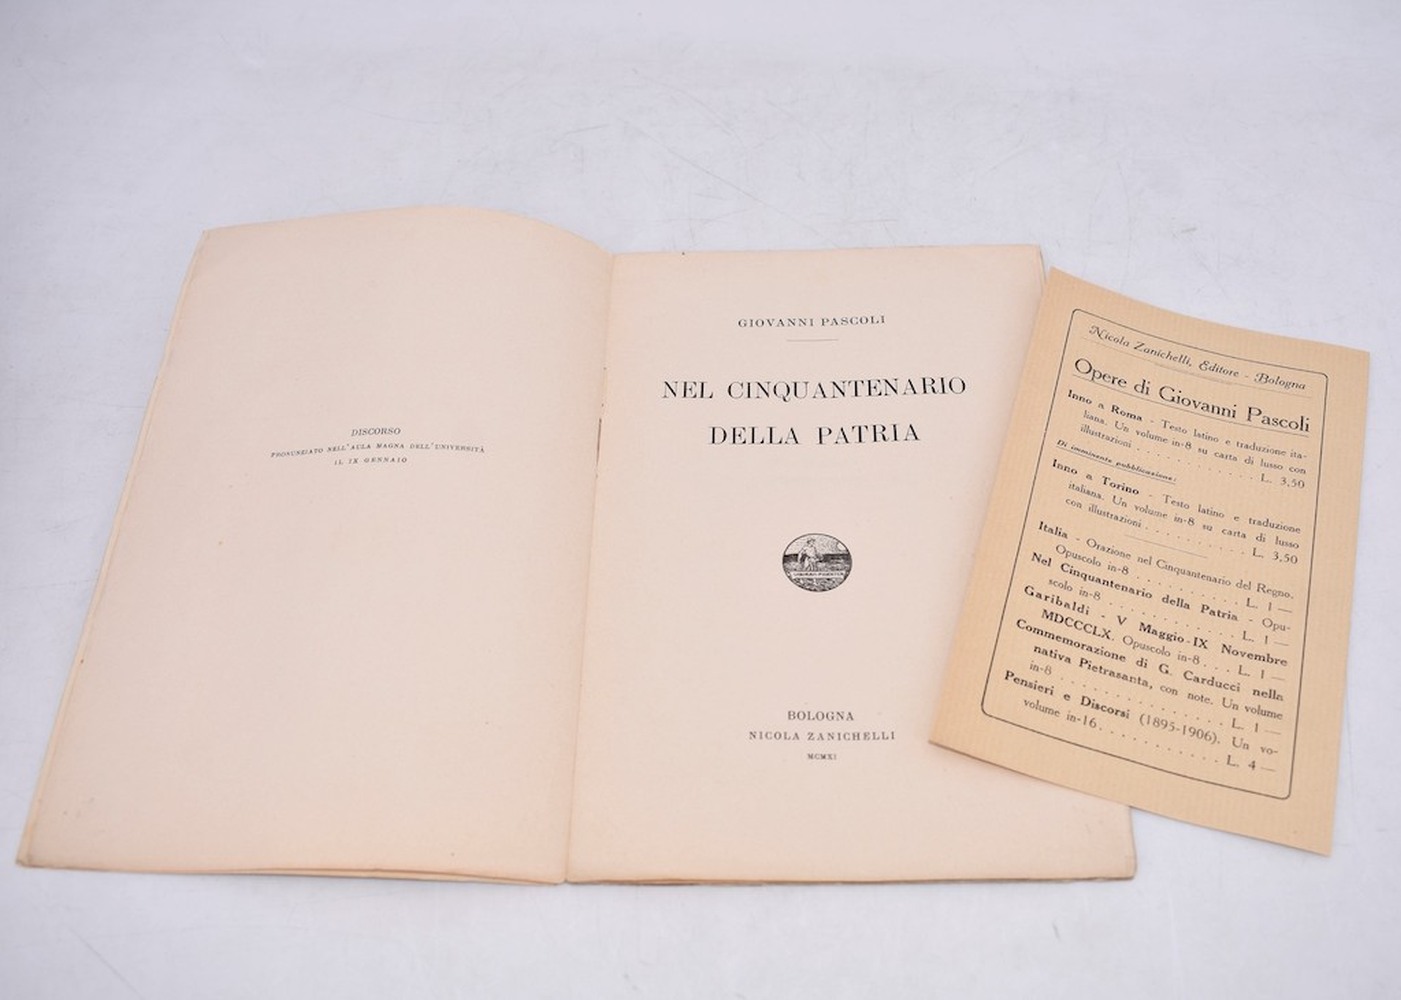 DISCORSO
PRONUNZIATO NELL'AULA MAGNA DELL'UNIVERSITÀ
IL IX GENNAIO
GIOVANNI PASCOLI
NEL CINQUANTENARIO
DELLA PATRIA
BOLOGNA
NICOLA ZANICHELLI
MCMXI
Nicola Zanichelli, Editore - Bologna
Opere di Giovanni Pascoli
Inno a Roma - Testo latino e traduzione ita-
liana. Un volume in-8 su carta di lusso con
illustrazioni . . . . . . . . . . . . L. 3,50
Di imminente pubblicazione:
Inno a Torino - Testo latino e traduzione
italiana. Un volume in-8 su carta di lusso
con illustrazioni . . . . . . . . . . L. 3,50
Italia - Orazione nel Cinquantenario del Regno.
Opuscolo in-8 . . . . . . . . . . . L. 1 —
Nel Cinquantenario della Patria - Opu-
scolo in-8 . . . . . . . . . . . . . L. 1 —
Garibaldi - V Maggio-IX Novembre
MDCCCLX. Opuscolo in-8 . . . L. 1 —
Commemorazione di G. Carducci nella
nativa Pietrasanta, con note. Un volume
in-8 . . . . . . . . . . . . . . . . L. 1 —
Pensieri e Discorsi (1895-1906). Un vo-
volume in-16 . . . . . . . . . . . . L. 4 —